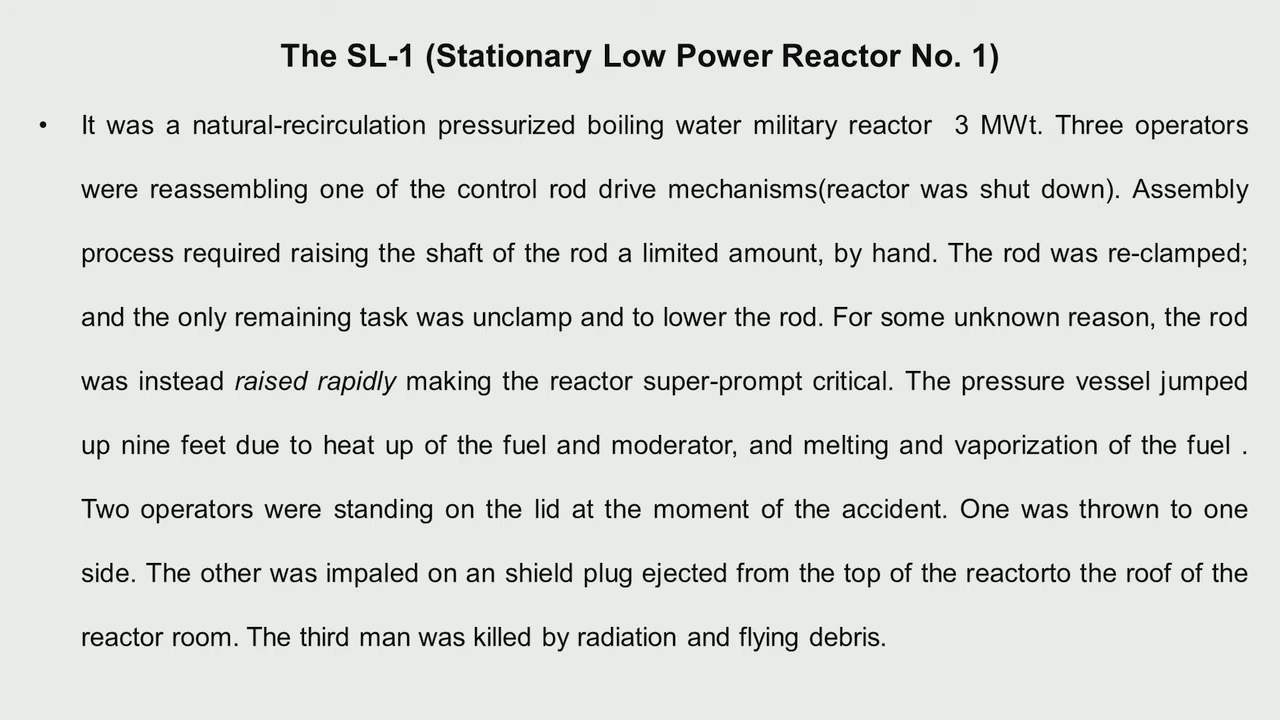 The SL-1 (Stationary Low Power Reactor No. 1)
• It was a natural-recirculation pressurized boiling water military reactor 3 MWt. Three operators
were reassembling one of the control rod drive mechanisms(reactor was shut down). Assembly
process required raising the shaft of the rod a limited amount, by hand. The rod was re-clamped;
and the only remaining task was unclamp and to lower the rod. For some unknown reason, the rod
was instead raised rapidly making the reactor super-prompt critical. The pressure vessel jumped
up nine feet due to heat up of the fuel and moderator, and melting and vaporization of the fuel .
Two operators were standing on the lid at the moment of the accident. One was thrown to one
side. The other was impaled on an shield plug ejected from the top of the reactorto the roof of the
reactor room. The third man was killed by radiation and flying debris.